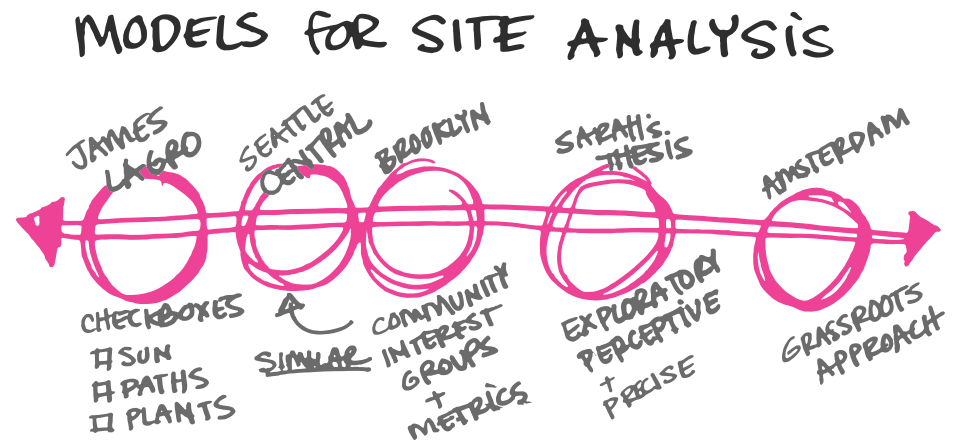 MODELS FOR SITE ANALYSIS
JAMES
LAGRO
SEATTLE
CENTRAL
BROOKLYN
SARAH'S
THESIS
AMSTERDAM
CHECKBOXES
SUN
PATHS
PLANTS
SIMILAR
COMMUNITY
INTEREST
GROUPS
+
METRICS
EXPLORATORY
PERCEPTIVE
+
PRECISE
GRASSROOTS
APPROACH